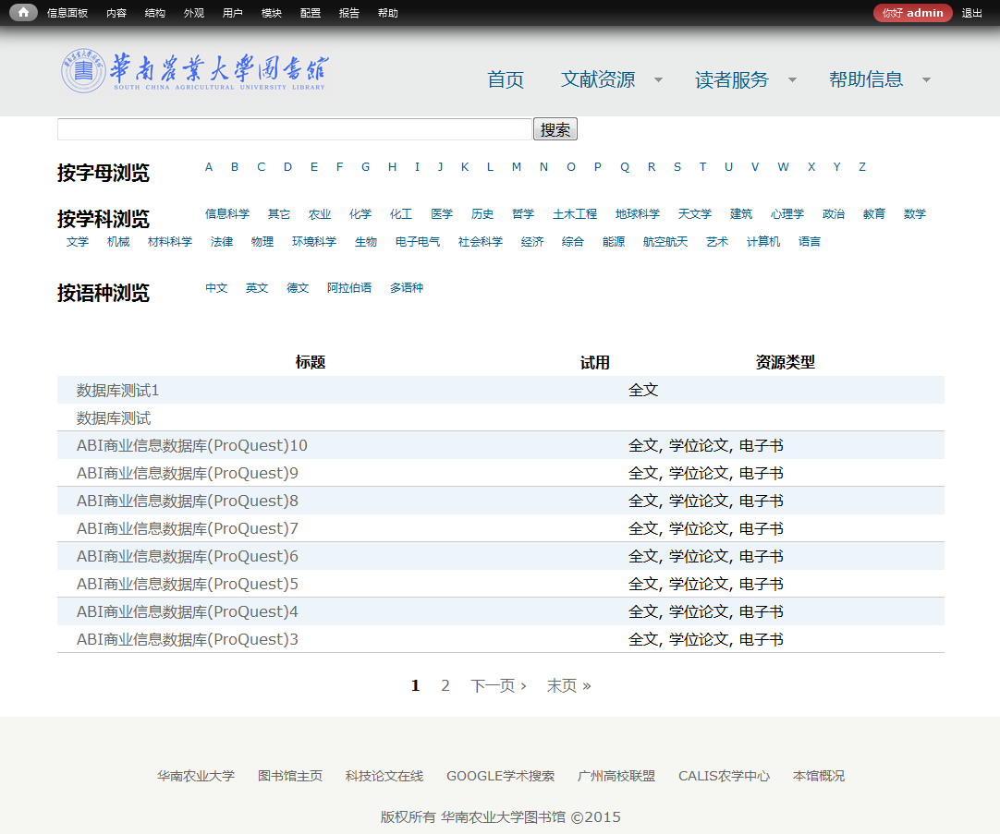 信息面板 内容 结构 外观 用户 模块 配置 报告 帮助 你好 admin 退出
華南農業大学図書館
SOUTH CHINA AGRICULTURAL UNIVERSITY LIBRARY
首页 文献资源 读者服务 帮助信息
搜索
按字母浏览 A B C D E F G H I J K L M N O P Q R S T U V W X Y Z
按学科浏览 信息科学 其它 农业 化学 化工 医学 历史 哲学 土木工程 地球科学 天文学 建筑 心理学 政治 教育 数学
文学 机械 材料科学 法律 物理 环境科学 生物 电子电气 社会科学 经济 综合 能源 航空航天 艺术 计算机 语言
按语种浏览 中文 英文 德文 阿拉伯语 多语种
标题 试用 资源类型
数据库测试1 全文
数据库测试
ABI商业信息数据库(ProQuest)10 全文, 学位论文, 电子书
ABI商业信息数据库(ProQuest)9 全文, 学位论文, 电子书
ABI商业信息数据库(ProQuest)8 全文, 学位论文, 电子书
ABI商业信息数据库(ProQuest)7 全文, 学位论文, 电子书
ABI商业信息数据库(ProQuest)6 全文, 学位论文, 电子书
ABI商业信息数据库(ProQuest)5 全文, 学位论文, 电子书
ABI商业信息数据库(ProQuest)4 全文, 学位论文, 电子书
ABI商业信息数据库(ProQuest)3 全文, 学位论文, 电子书
1 2 下一页 › 末页 »
华南农业大学 图书馆主页 科技论文在线 GOOGLE学术搜索 广州高校联盟 CALIS农学中心 本馆概况
版权所有 华南农业大学图书馆 ©2015